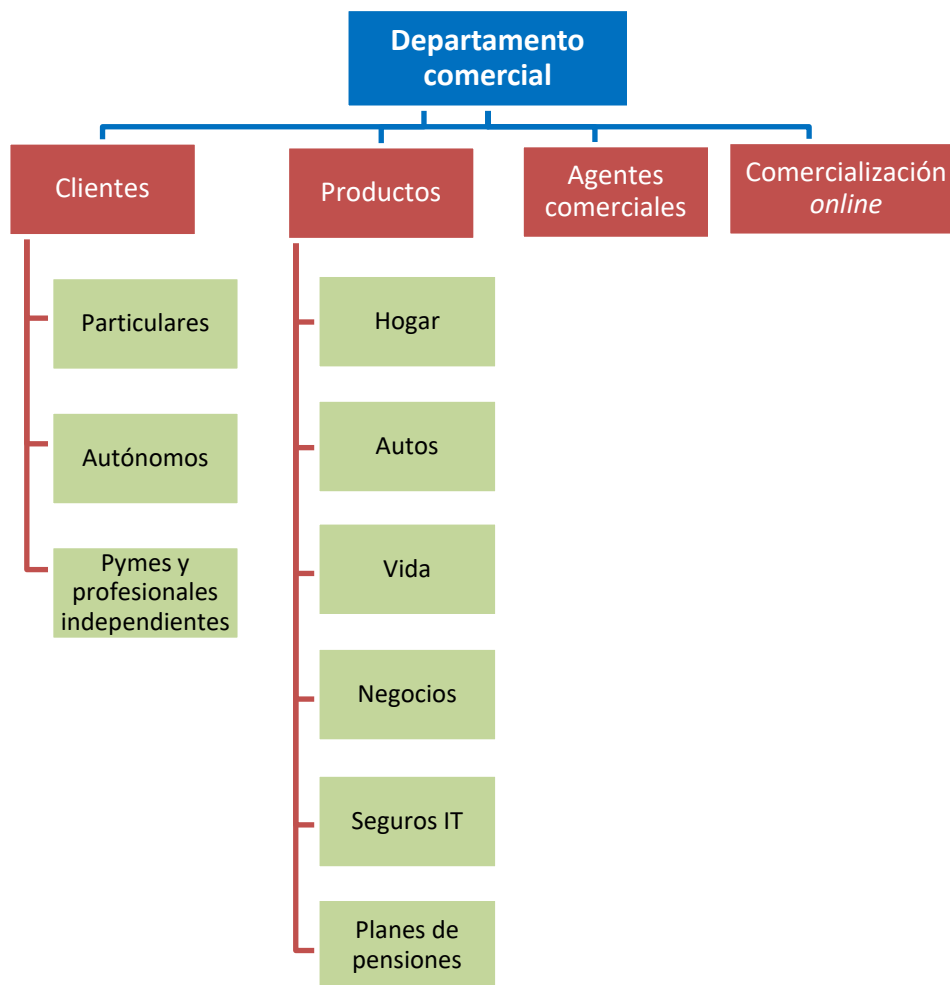 Departamento
comercial
Clientes
Productos
Agentes
comerciales
Comercialización
online
Particulares
Autónomos
Pymes y
profesionales
independientes
Hogar
Autos
Vida
Negocios
Seguros IT
Planes de
pensiones